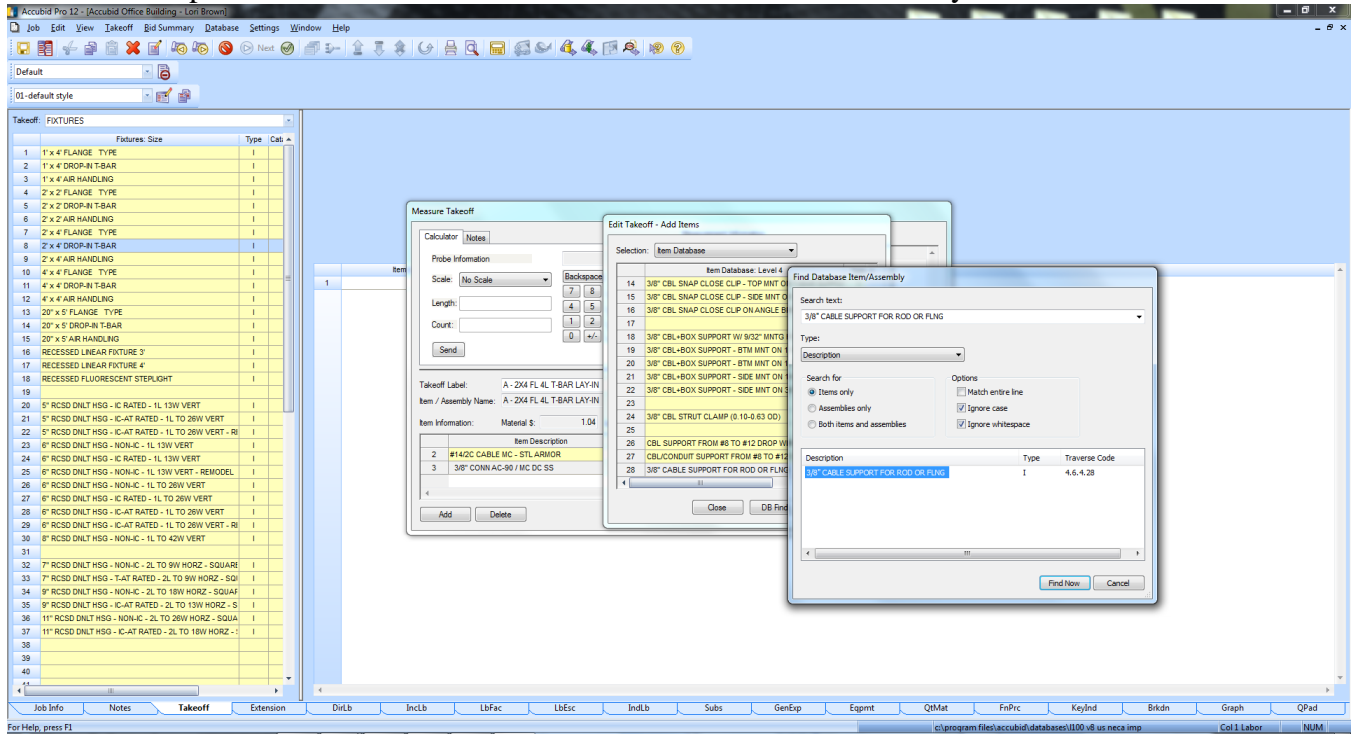 Accubid Pro 12 - [Accubid Office Building - Lori Brown]
Job Edit View Takeoff Bid Summary Database Settings Window Help
Next
Default
01-default style
Takeoff: FIXTURES
Fixtures: Size Type Cat
1 1' x 4' FLANGE TYPE I
2 1' x 4' DROP-IN T-BAR I
3 1' x 4' AIR HANDLING I
4 2' x 2' FLANGE TYPE I
5 2' x 2' DROP-IN T-BAR I
6 2' x 2' AIR HANDLING I
7 2' x 4' FLANGE TYPE I
8 2' x 4' DROP-IN T-BAR I
9 2' x 4' AIR HANDLING I
10 4' x 4' FLANGE TYPE I
11 4' x 4' DROP-IN T-BAR I
12 4' x 4' AIR HANDLING I
13 20" x 5' FLANGE TYPE I
14 20" x 5' DROP-IN T-BAR I
15 20" x 5' AIR HANDLING I
16 RECESSED LINEAR FIXTURE 3' I
17 RECESSED LINEAR FIXTURE 4' I
18 RECESSED FLUORESCENT STEPLIGHT I
19
20 5" RCSD DNLT HSG - IC RATED - 1L 13W VERT I
21 5" RCSD DNLT HSG - IC-AT RATED - 1L TO 26W VERT I
22 5" RCSD DNLT HSG - IC-AT RATED - 1L TO 26W VERT - RI I
23 6" RCSD DNLT HSG - NON-IC - 1L 13W VERT I
24 6" RCSD DNLT HSG - IC RATED - 1L 13W VERT I
25 6" RCSD DNLT HSG - NON-IC - 1L 13W VERT - REMODEL I
26 6" RCSD DNLT HSG - NON-IC - 1L TO 26W VERT I
27 6" RCSD DNLT HSG - IC RATED - 1L TO 26W VERT I
28 6" RCSD DNLT HSG - IC-AT RATED - 1L TO 26W VERT I
29 6" RCSD DNLT HSG - IC-AT RATED - 1L TO 26W VERT - RI I
30 8" RCSD DNLT HSG - NON-IC - 1L TO 42W VERT I
31
32 7" RCSD DNLT HSG - NON-IC - 2L TO 9W HORZ - SQUARE I
33 7" RCSD DNLT HSG - T-AT RATED - 2L TO 9W HORZ - SQI I
34 9" RCSD DNLT HSG - NON-IC - 2L TO 18W HORZ - SQUAR I
35 9" RCSD DNLT HSG - IC-AT RATED - 2L TO 13W HORZ - S I
36 11" RCSD DNLT HSG - NON-IC - 2L TO 26W HORZ - SQUA I
37 11" RCSD DNLT HSG - IC-AT RATED - 2L TO 18W HORZ - I
38
39
40
Item
1
Measure Takeoff
Calculator Notes
Probe Information
Scale: No Scale Backspace
7 8
Length:
4 5
Count: 1 2
0 +/-
Send
Takeoff Label: A - 2X4 FL 4L T-BAR LAY-IN
Item / Assembly Name: A - 2X4 FL 4L T-BAR LAY-IN
Item Information: Material $: 1.04
Item Description
2 #14/2C CABLE MC - STL ARMOR
3 3/8" CONN AC-90 / MC DC SS
Add Delete
Edit Takeoff - Add Items
Selection: Item Database
Item Database: Level 4
14 3/8" CBL SNAP CLOSE CLIP - TOP MNT O
15 3/8" CBL SNAP CLOSE CLIP - SIDE MNT O
16 3/8" CBL SNAP CLOSE CLIP ON ANGLE B
17
18 3/8" CBL+BOX SUPPORT W/ 9/32" MNTG
19 3/8" CBL+BOX SUPPORT - BTM MNT ON
20 3/8" CBL+BOX SUPPORT - BTM MNT ON
21 3/8" CBL+BOX SUPPORT - SIDE MNT ON
22 3/8" CBL+BOX SUPPORT - SIDE MNT ON
23
24 3/8" CBL STRUT CLAMP (0.10-0.63 OD)
25
26 CBL SUPPORT FROM #8 TO #12 DROP W
27 CBL/CONDUIT SUPPORT FROM #8 TO #12
28 3/8" CABLE SUPPORT FOR ROD OR FLNG
Close DB Find
Find Database Item/Assembly
Search text:
3/8" CABLE SUPPORT FOR ROD OR FLNG
Type:
Description
Search for Options
Items only Match entire line
Assemblies only Ignore case
Both items and assemblies Ignore whitespace
Description Type Traverse Code
3/8" CABLE SUPPORT FOR ROD OR FLNG I 4.6.4.28
Find Now Cancel
Job Info Notes Takeoff Extension DirLb IncLb LbFac LbEsc IndLb Subs GenExp Eqpmt QtMat FnPrc KeyInd Brkdn Graph QPad
For Help, press F1 c:\program files\accubid\databases\l100 v8 us neca imp Col 1 Labor NUM